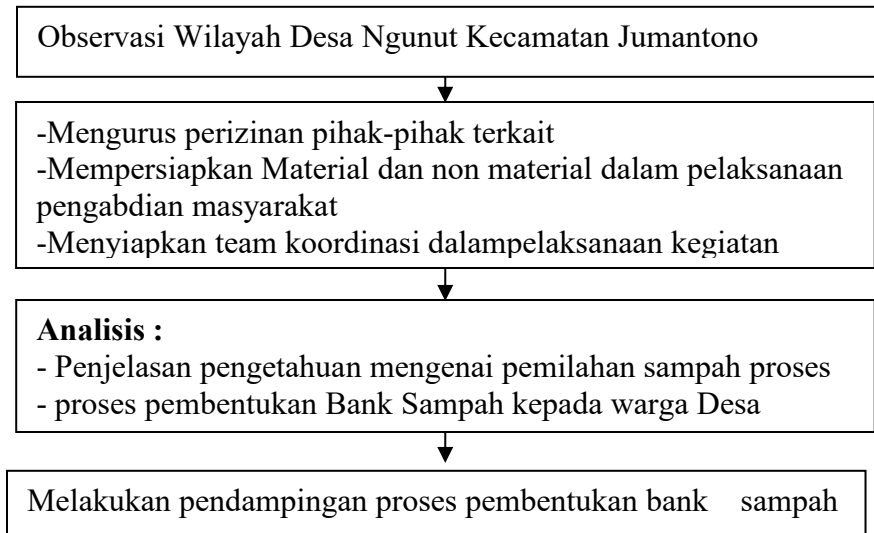 Observasi Wilayah Desa Ngunut Kecamatan Jumantono
-Mengurus perizinan pihak-pihak terkait
-Mempersiapkan Material dan non material dalam pelaksanaan
pengabdian masyarakat
-Menyiapkan team koordinasi dalampelaksanaan kegiatan
Analisis :
- Penjelasan pengetahuan mengenai pemilahan sampah proses
- proses pembentukan Bank Sampah kepada warga Desa
Melakukan pendampingan proses pembentukan bank sampah